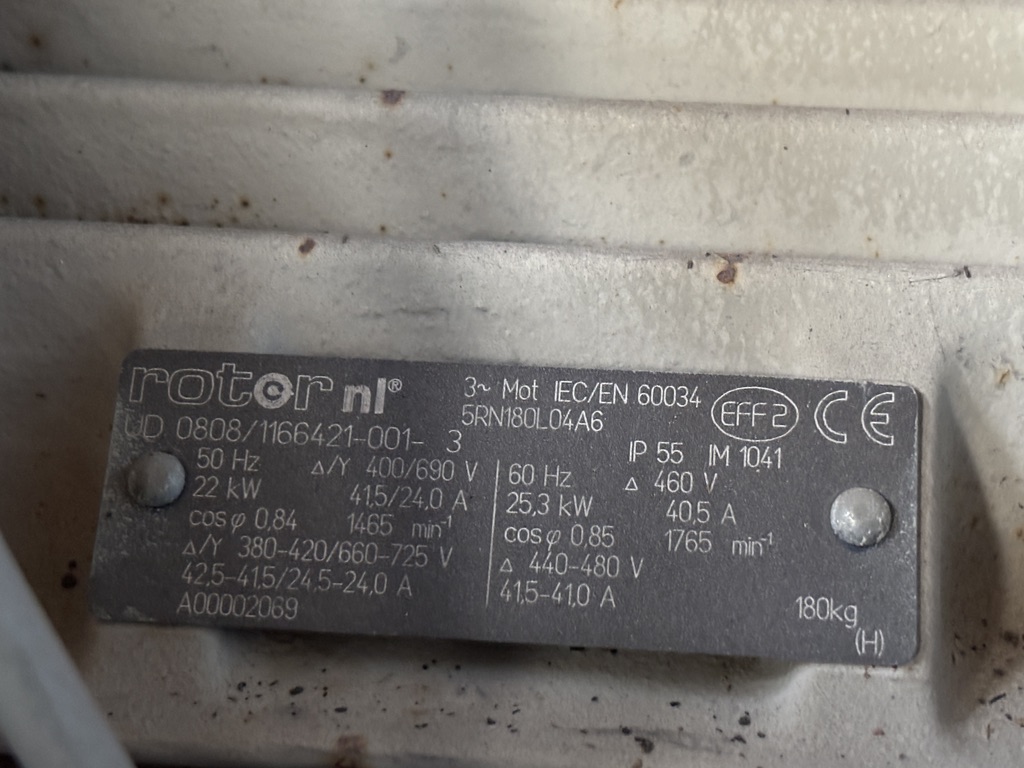 rotor nl®
3~ Mot IEC/EN 60034
EFF2
CE
UD 0808/1166421-001- 3
5RN180L04A6
IP 55 IM 1041
50 Hz Δ/Y 400/690 V
22 kW 41.5/24,0 A
cosφ 0,84 1465 min-1
Δ/Y 380-420/660-725 V
42,5-41,5/24,5-24,0 A
A00002069
60 Hz Δ 460 V
25,3 kW 40,5 A
cosφ 0,85 1765 min-1
Δ 440-480 V
41,5-41,0 A
180kg
(H)